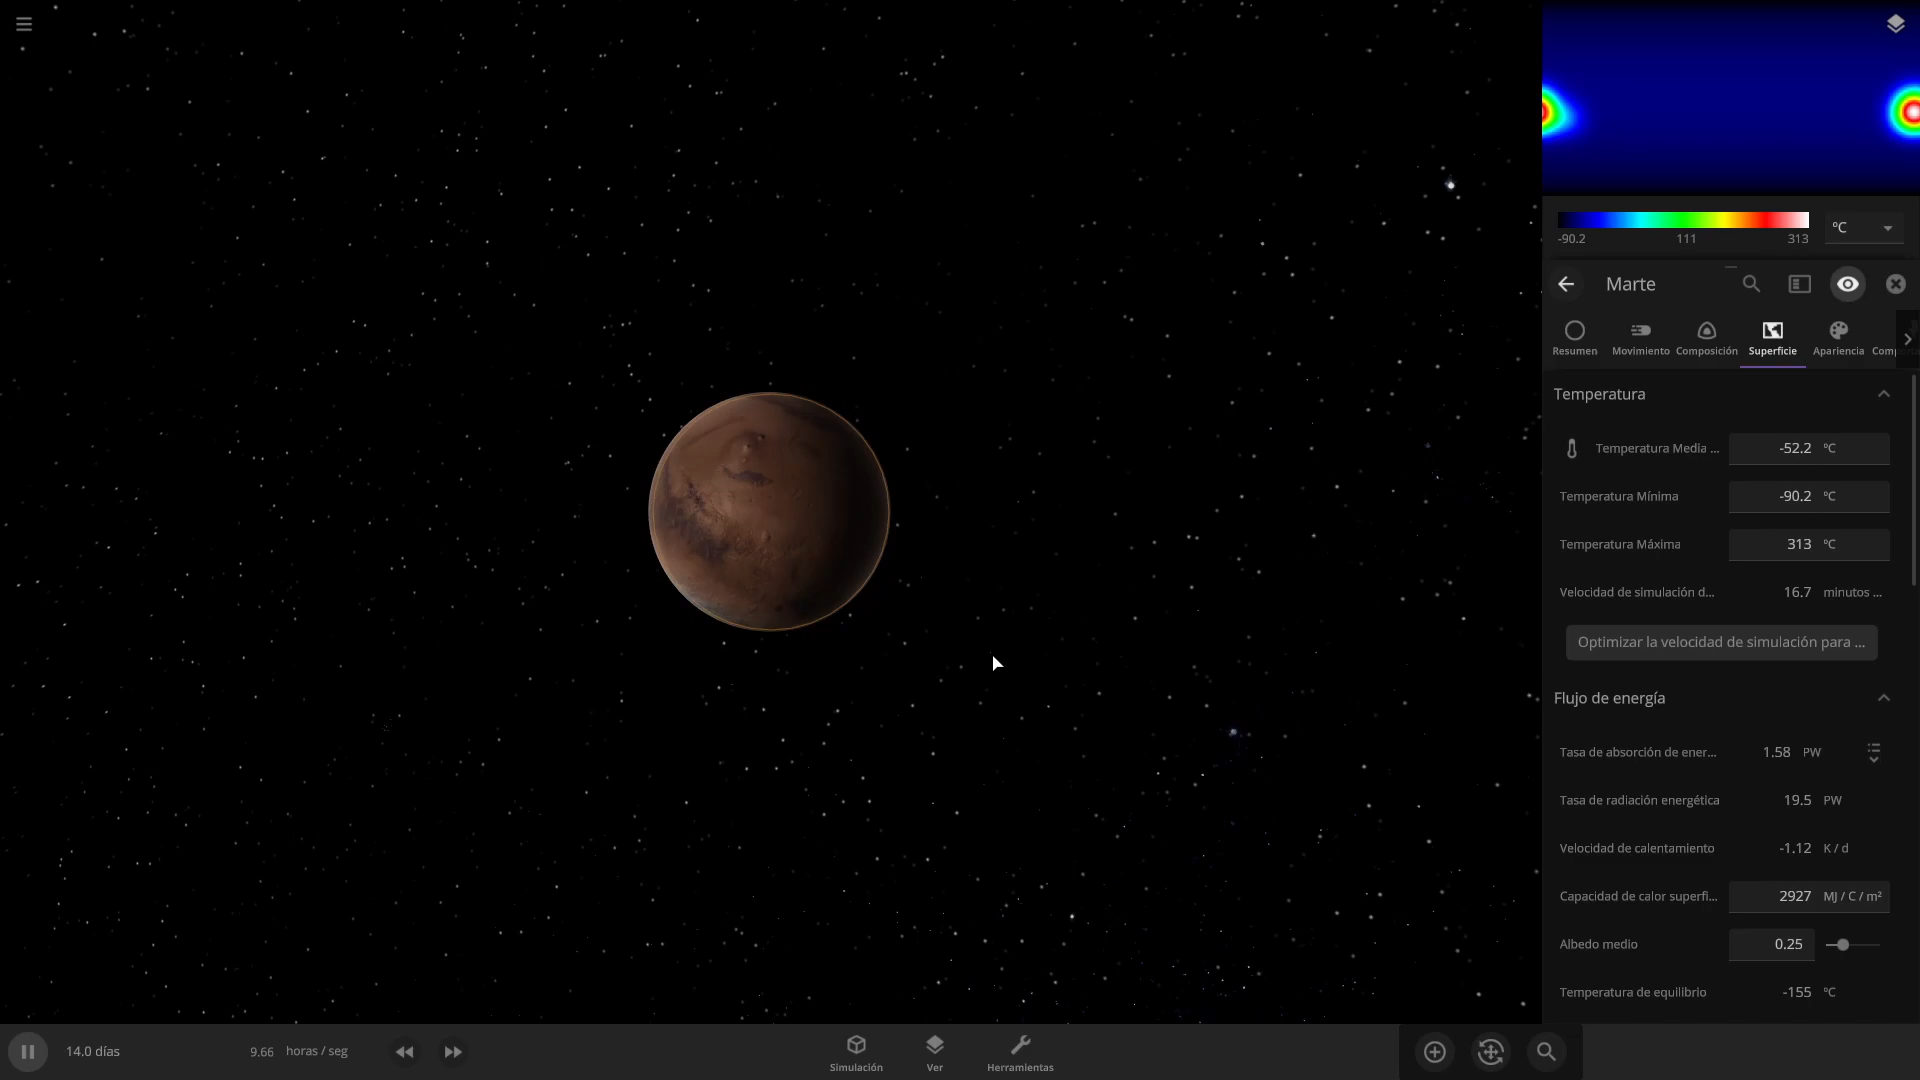 -90.2 111 313 °C
Marte
Resumen Movimiento Composición Superficie Apariencia
Temperatura
Temperatura Media ... -52.2 °C
Temperatura Mínima -90.2 °C
Temperatura Máxima 313 °C
Velocidad de simulación d... 16.7 minutos ...
Optimizar la velocidad de simulación para ...
Flujo de energía
Tasa de absorción de ener... 1.58 PW
Tasa de radiación energética 19.5 PW
Velocidad de calentamiento -1.12 K / d
Capacidad de calor superfi... 2927 MJ / C / m²
Albedo medio 0.25
Temperatura de equilibrio -155 °C
14.0 días 9.66 horas / seg Simulación Ver Herramientas